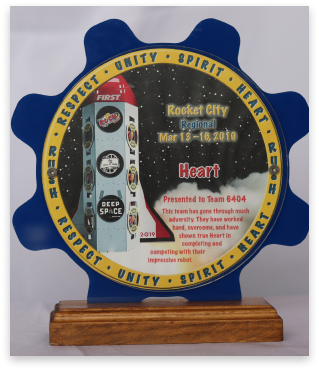 RESPECT • UNITY • SPIRIT • HEART
RUSH
RUSH
FIRST
Rocket City
Regional
Mar 13-16, 2019
Heart
DEEP
SPACE
2019
Presented to Team 6404
This team has gone through much
adversity. They have worked
hard, overcome, and have
shown true Heart in
completing and
competing with their
impressive robot.
RESPECT • UNITY • SPIRIT • HEART